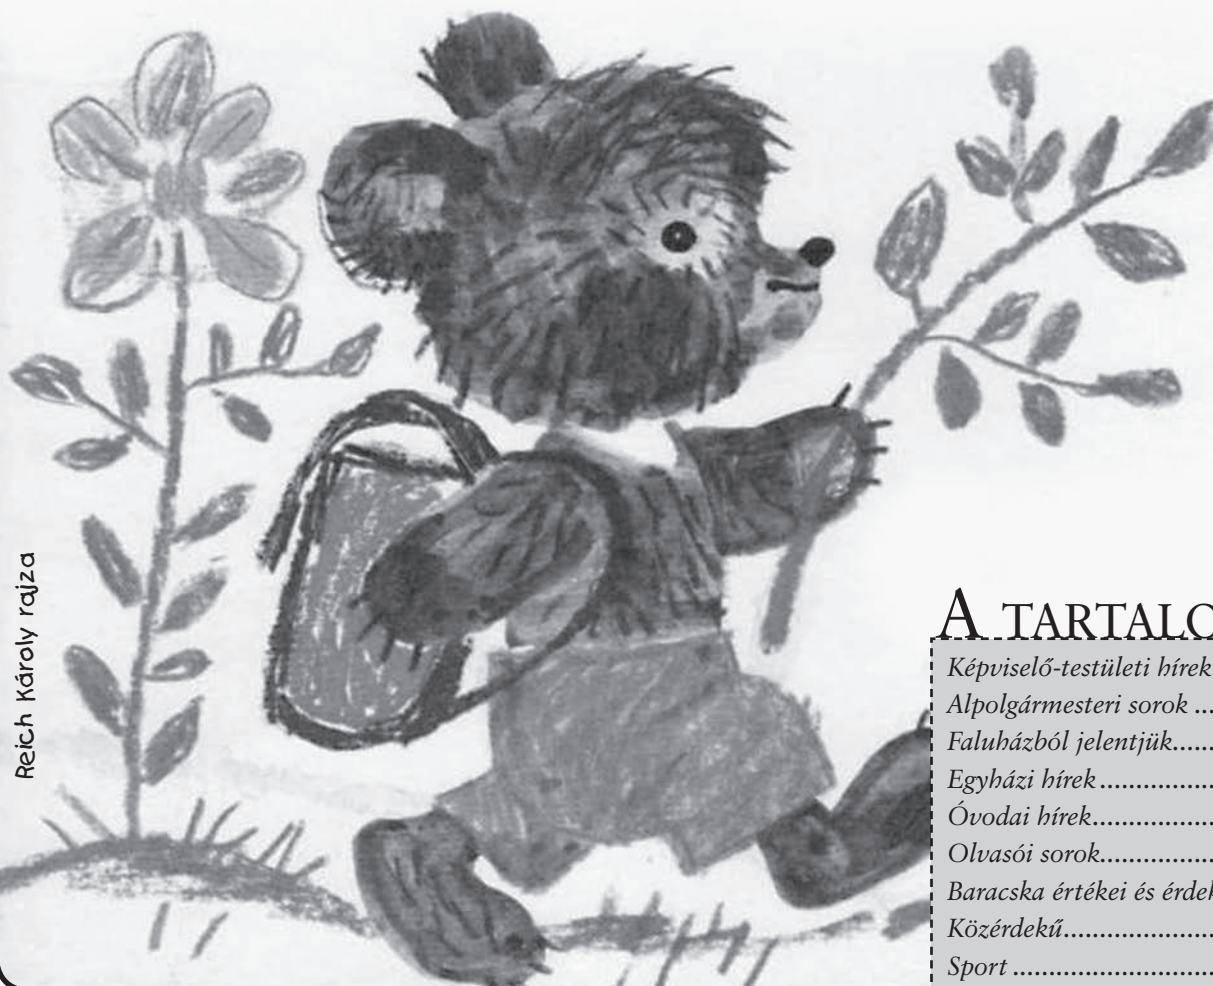 Reich Károly rajza
A TARTALO
Képviselő-testületi hírek
Alpolgármesteri sorok ...
Faluházból jelentjük......
Egyházi hírek................
Óvodai hírek.................
Olvasói sorok................
Baracska értékei és érdek
Közérdekű.....................
Sport ............................